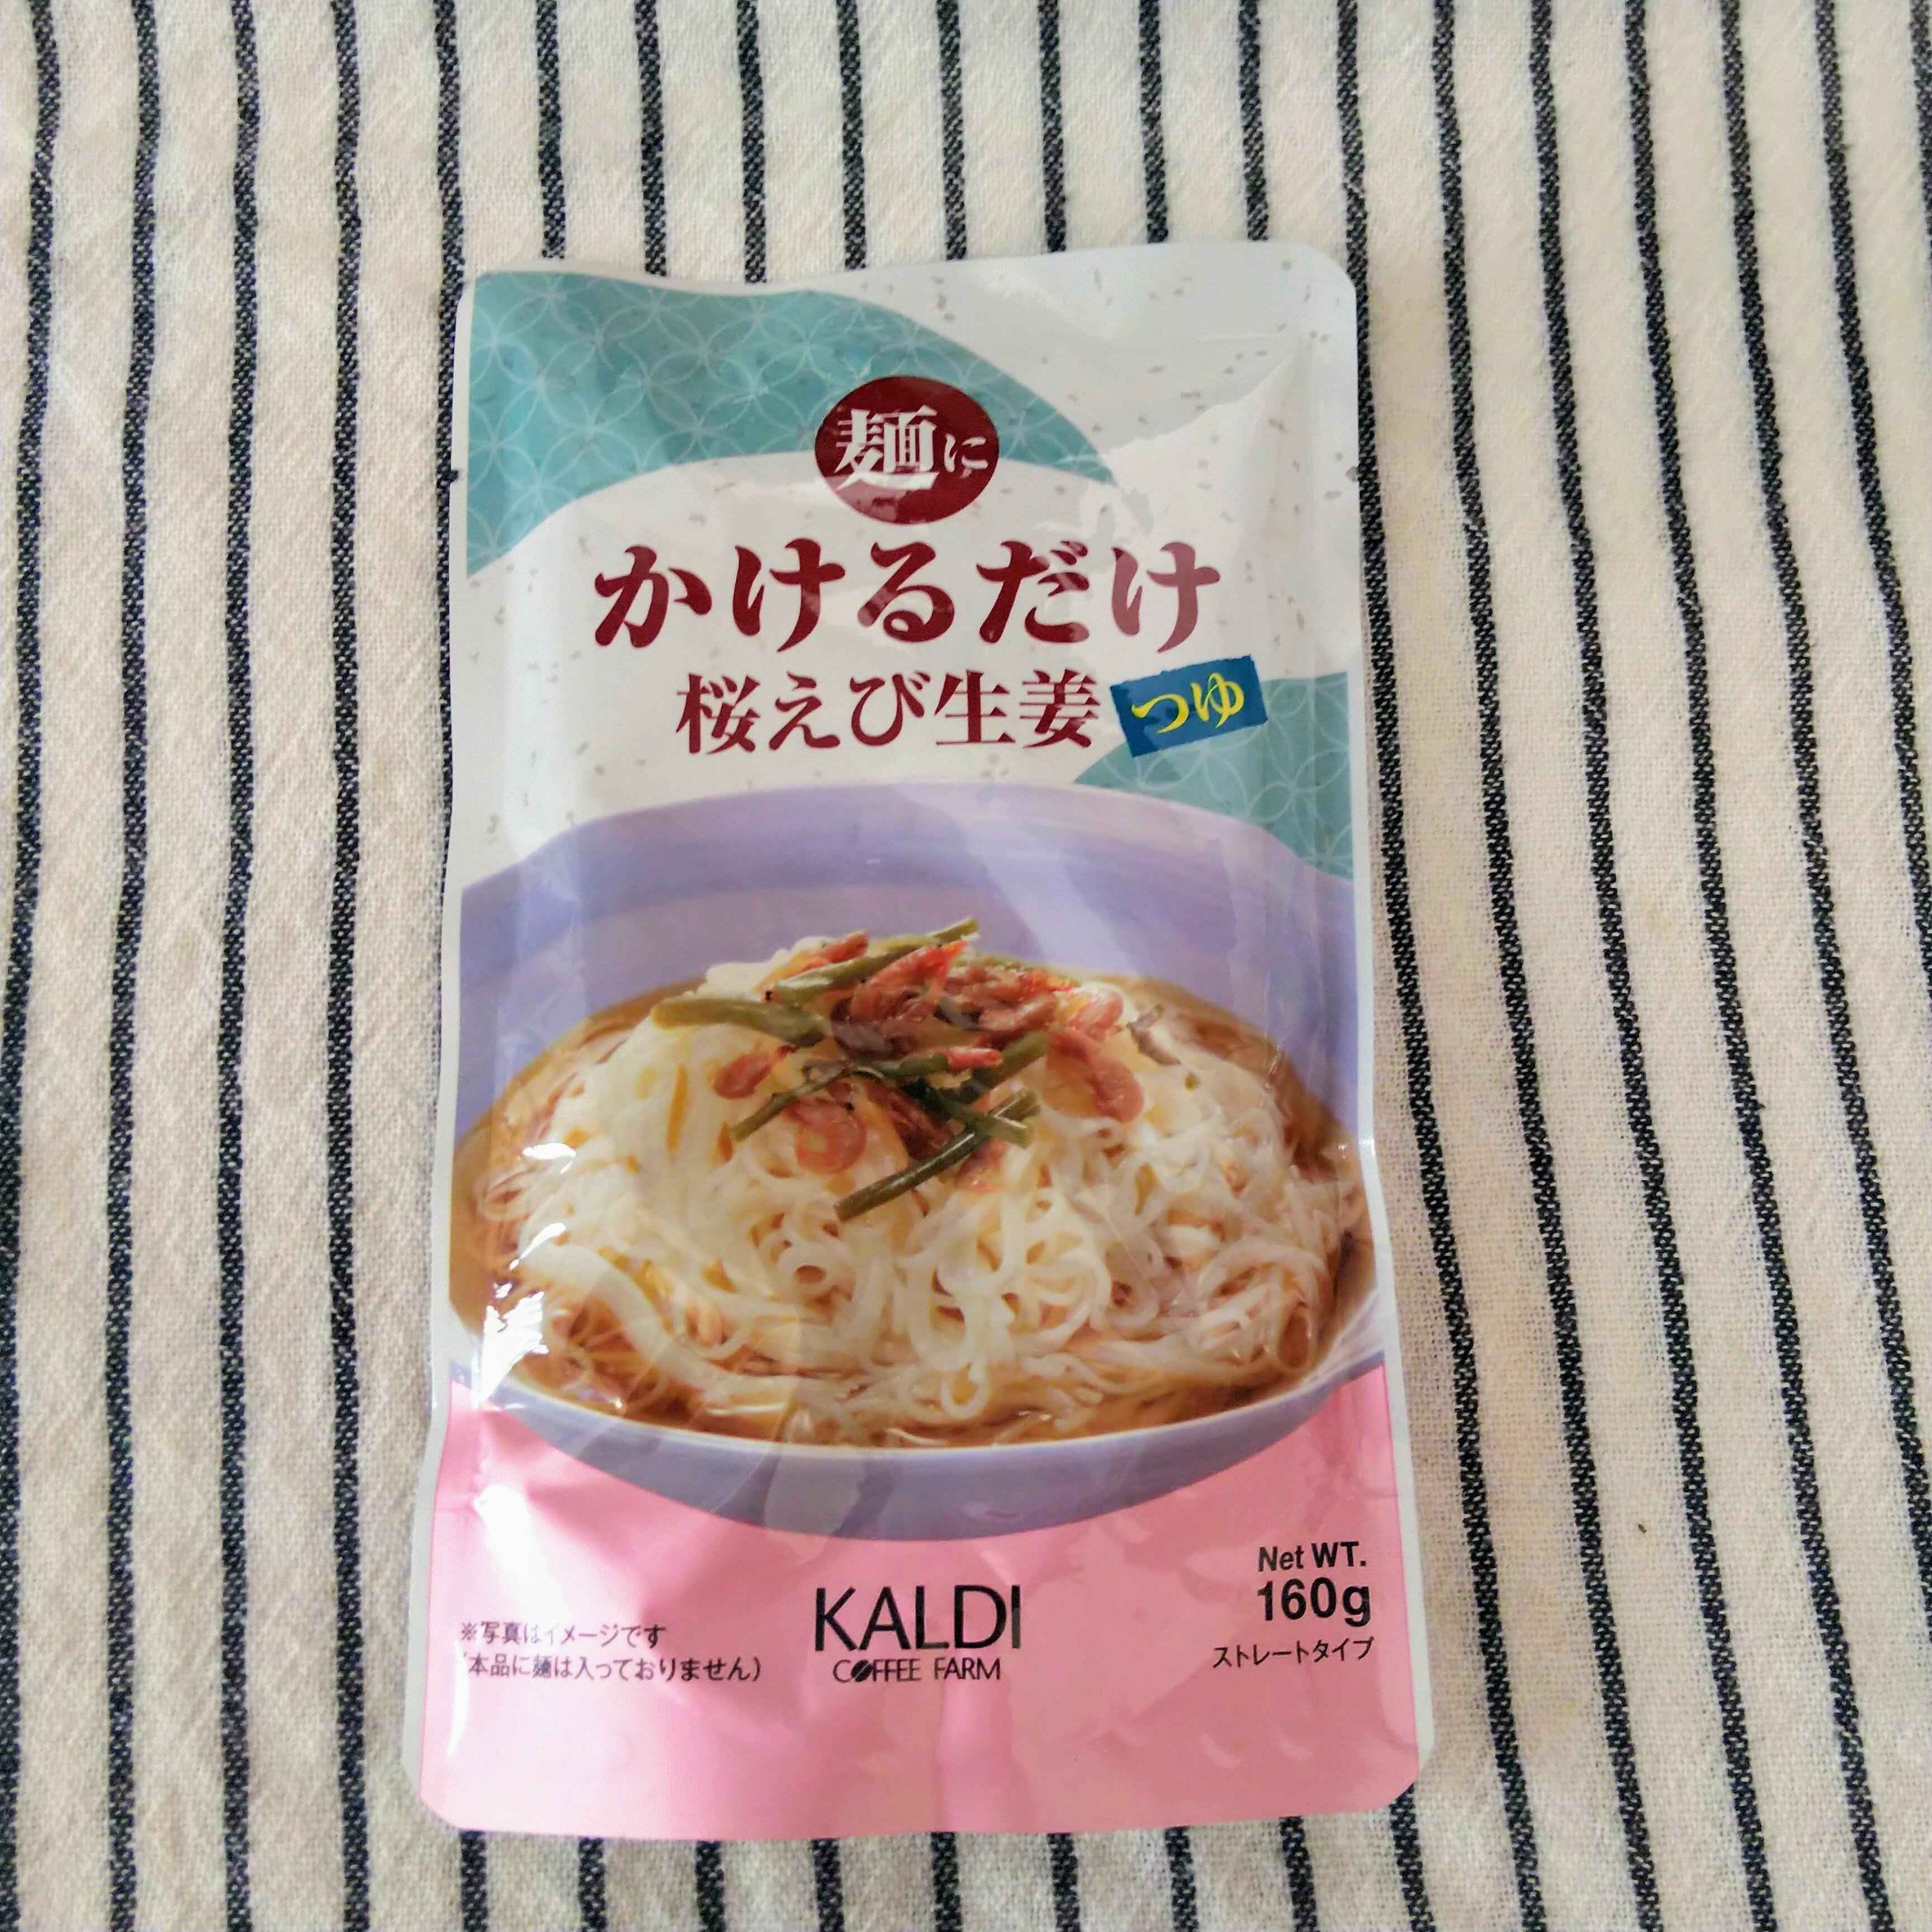 麺に
かけるだけ
桜えび生姜 つゆ
Net WT.
160g
ストレートタイプ
※写真はイメージです
(本品に麺は入っておりません)
KALDI
COFFEE FARM